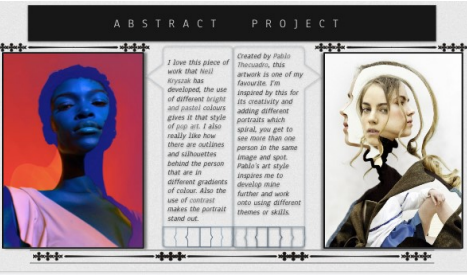 ABSTRACT PROJECT
I love this piece of
work that Neil
Kryszak has
developed, the use
of different bright
and pastel colours
gives it that style
of pop art. I also
really like how
there are outlines
and silhouettes
behind the person
that are in
different gradients
of colour. Also the
use of contrast
makes the portrait
stand out.
Created by Pablo
Thecuadro, this
artwork is one of my
favourite. I'm
inspired by this for
its creativity and
adding different
portraits which
spiral, you get to
see more than one
person in the same
image and spot.
Pablo's art style
inspires me to
develop mine
further and work
onto using different
themes or skills.